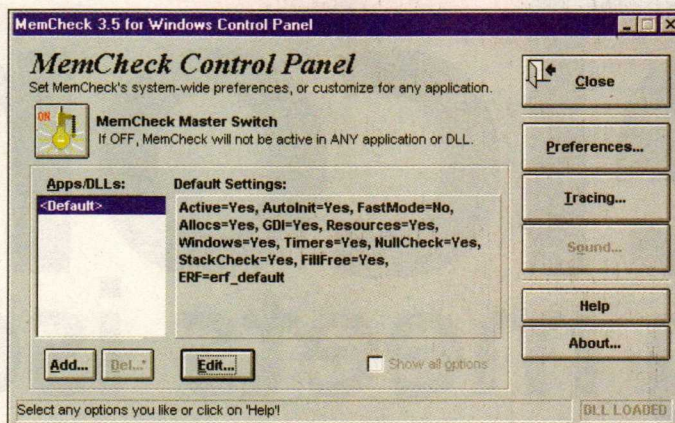 MemCheck 3.5 for Windows Control Panel
MemCheck Control Panel
Set MemCheck's system-wide preferences, or customize for any application.
ON
MemCheck Master Switch
If OFF, MemCheck will not be active in ANY application or DLL.
Apps/DLLs:
<Default>
Default Settings:
Active=Yes, AutoInit=Yes, FastMode=No,
Allocs=Yes, GDI=Yes, Resources=Yes,
Windows=Yes, Timers=Yes, NullCheck=Yes,
StackCheck=Yes, FillFree=Yes,
ERF=erf_default
Add...
Del..."
Edit...
Show all options
Close
Preferences...
Tracing...
Sound...
Help
About...
Select any options you like or click on 'Help'!
DLL LOADED